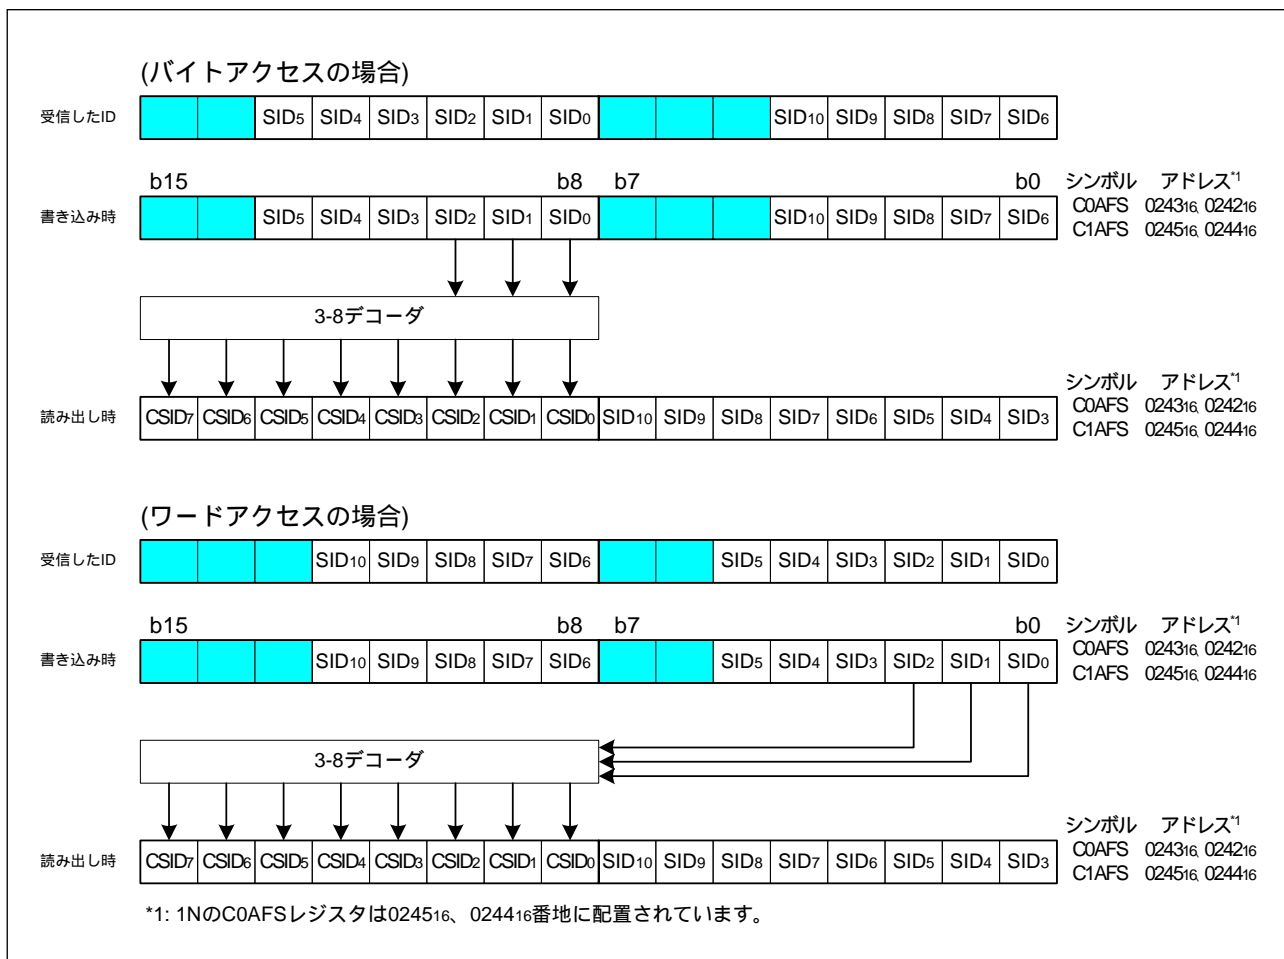 (バイトアクセスの場合)
受信したID SID5 SID4 SID3 SID2 SID1 SID0 SID10 SID9 SID8 SID7 SID6
b15 b8 b7 b0 シンボル アドレス*1
書き込み時 SID5 SID4 SID3 SID2 SID1 SID0 SID10 SID9 SID8 SID7 SID6 C0AFS 024316, 024216
C1AFS 024516, 024416
3-8デコーダ
シンボル アドレス*1
読み出し時 CSID7 CSID6 CSID5 CSID4 CSID3 CSID2 CSID1 CSID0 SID10 SID9 SID8 SID7 SID6 SID5 SID4 SID3 C0AFS 024316, 024216
C1AFS 024516, 024416
(ワードアクセスの場合)
受信したID SID10 SID9 SID8 SID7 SID6 SID5 SID4 SID3 SID2 SID1 SID0
b15 b8 b7 b0 シンボル アドレス*1
書き込み時 SID10 SID9 SID8 SID7 SID6 SID5 SID4 SID3 SID2 SID1 SID0 C0AFS 024316, 024216
C1AFS 024516, 024416
3-8デコーダ
シンボル アドレス*1
読み出し時 CSID7 CSID6 CSID5 CSID4 CSID3 CSID2 CSID1 CSID0 SID10 SID9 SID8 SID7 SID6 SID5 SID4 SID3 C0AFS 024316, 024216
C1AFS 024516, 024416
*1: 1NのC0AFSレジスタは024516、024416番地に配置されています。